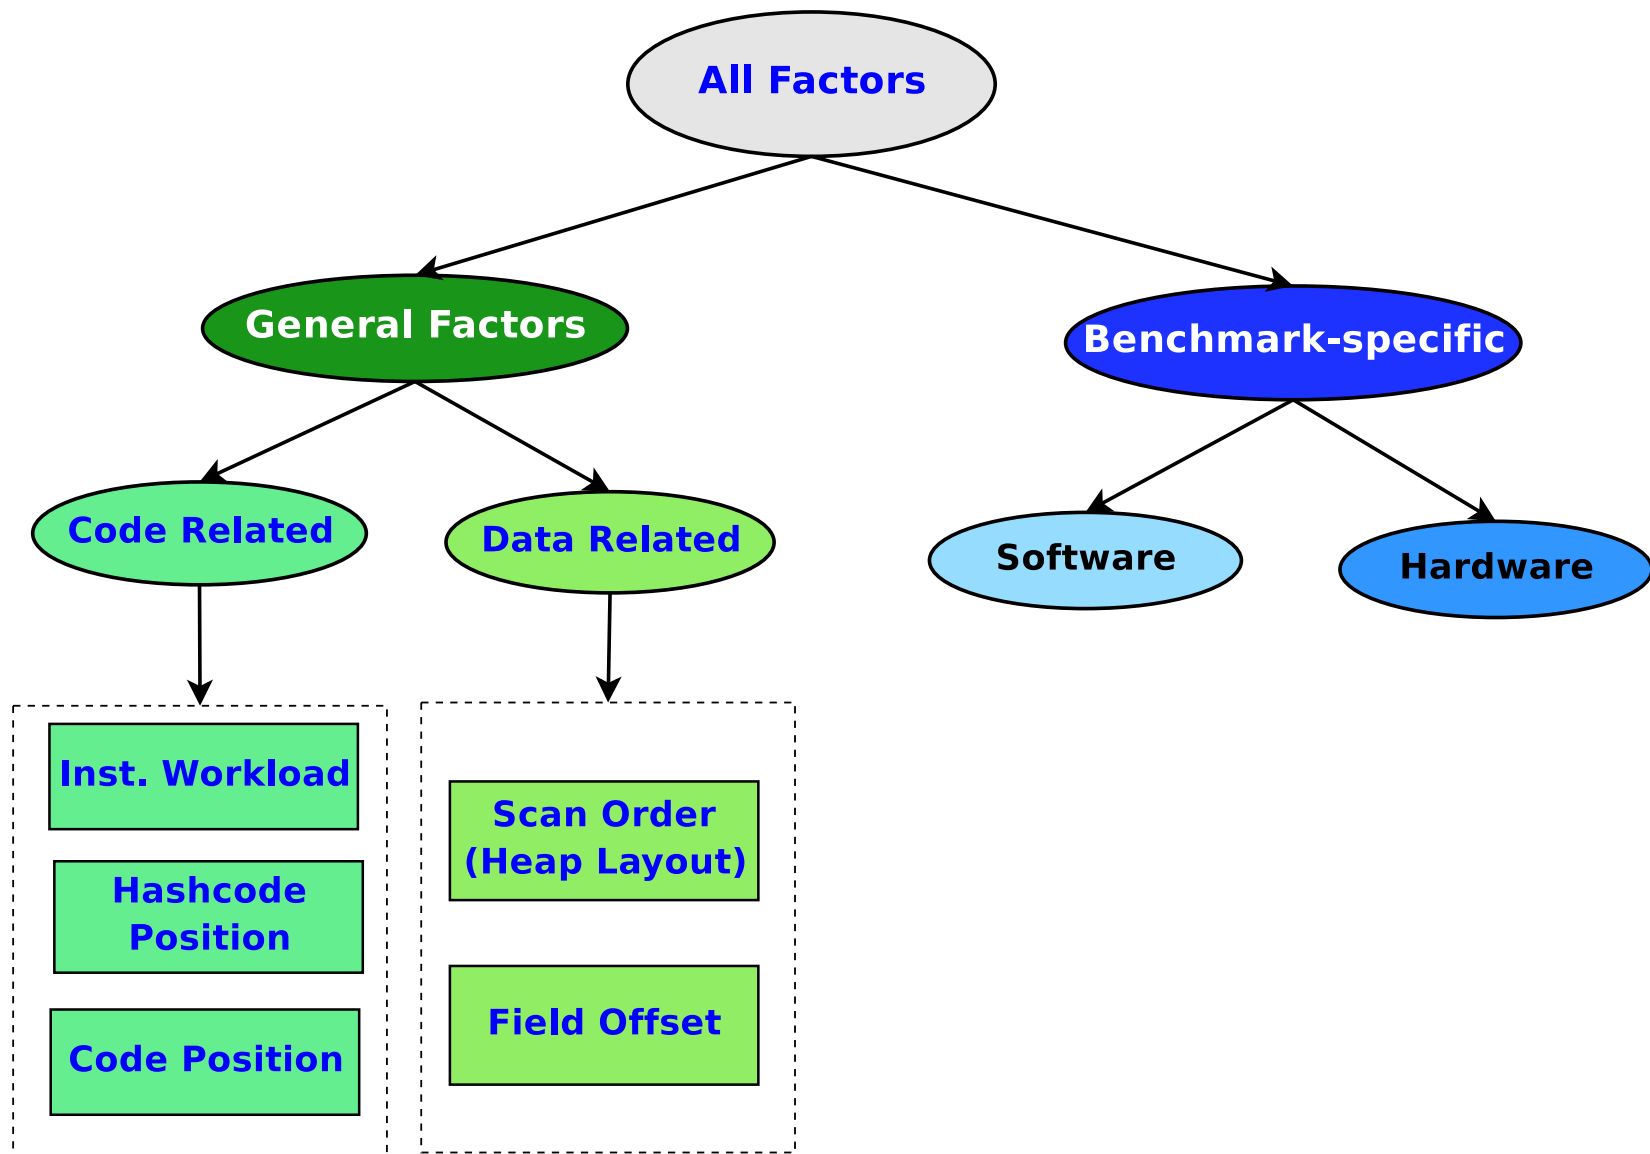 All Factors
General Factors
Benchmark-specific
Code Related
Data Related
Software
Hardware
Inst. Workload
Hashcode
Position
Code Position
Scan Order
(Heap Layout)
Field Offset